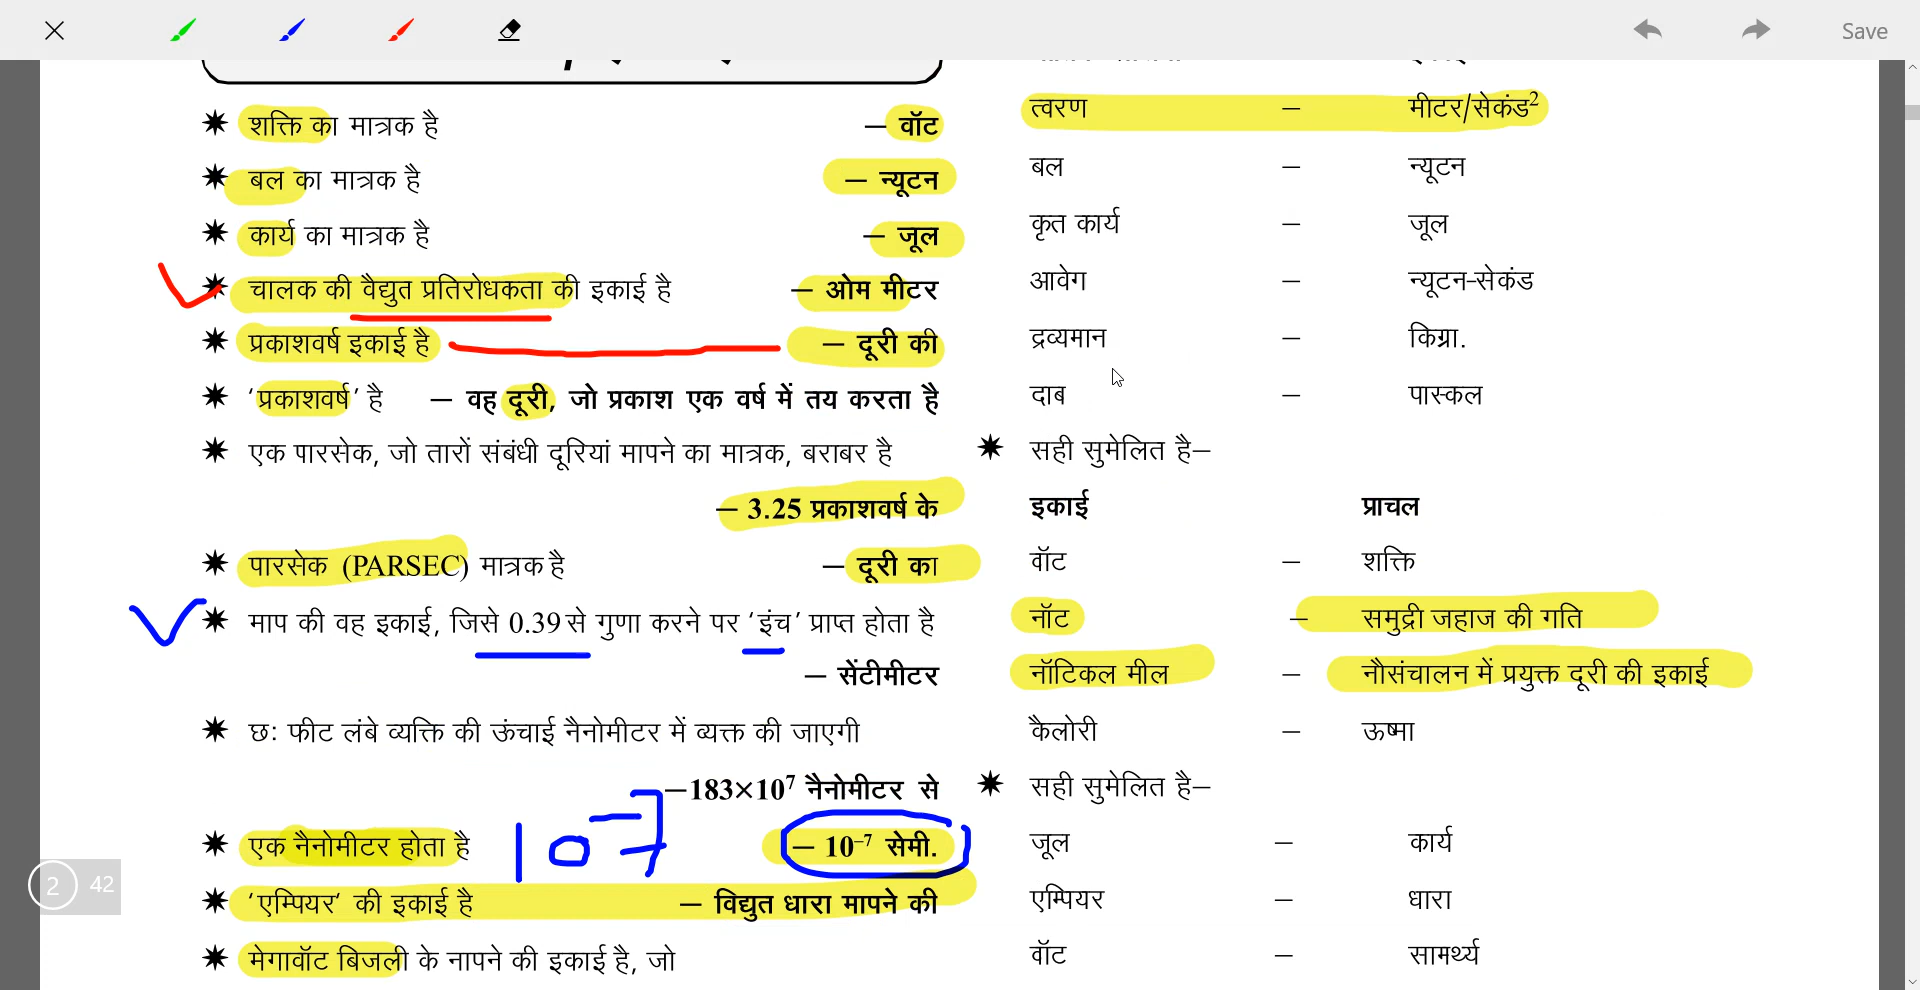 Save
✷ शक्ति का मात्रक है – वॉट
✷ बल का मात्रक है – न्यूटन
✷ कार्य का मात्रक है – जूल
✷ चालक की वैद्युत प्रतिरोधकता की इकाई है – ओम मीटर
✷ प्रकाशवर्ष इकाई है – दूरी की
✷ ‘प्रकाशवर्ष’ है – वह दूरी, जो प्रकाश एक वर्ष में तय करता है
✷ एक पारसेक, जो तारों संबंधी दूरियां मापने का मात्रक, बराबर है
– 3.25 प्रकाशवर्ष के
✷ पारसेक (PARSEC) मात्रक है – दूरी का
✷ माप की वह इकाई, जिसे 0.39 से गुणा करने पर ‘इंच’ प्राप्त होता है
– सेंटीमीटर
✷ छः फीट लंबे व्यक्ति की ऊंचाई नैनोमीटर में व्यक्त की जाएगी
–183×10⁷ नैनोमीटर से
✷ एक नैनोमीटर होता है 10⁻⁷ – 10⁻⁷ सेमी.
✷ ‘एम्पियर‘ की इकाई है – विद्युत धारा मापने की
✷ मेगावॉट बिजली के नापने की इकाई है, जो
2 42
त्वरण – मीटर/सेकंड²
बल – न्यूटन
कृत कार्य – जूल
आवेग – न्यूटन-सेकंड
द्रव्यमान – किग्रा.
दाब – पास्कल
✷ सही सुमेलित है–
इकाई प्राचल
वॉट – शक्ति
नॉट – समुद्री जहाज की गति
नॉटिकल मील – नौसंचालन में प्रयुक्त दूरी की इकाई
कैलोरी – ऊष्मा
✷ सही सुमेलित है–
जूल – कार्य
एम्पियर – धारा
वॉट – सामर्थ्य